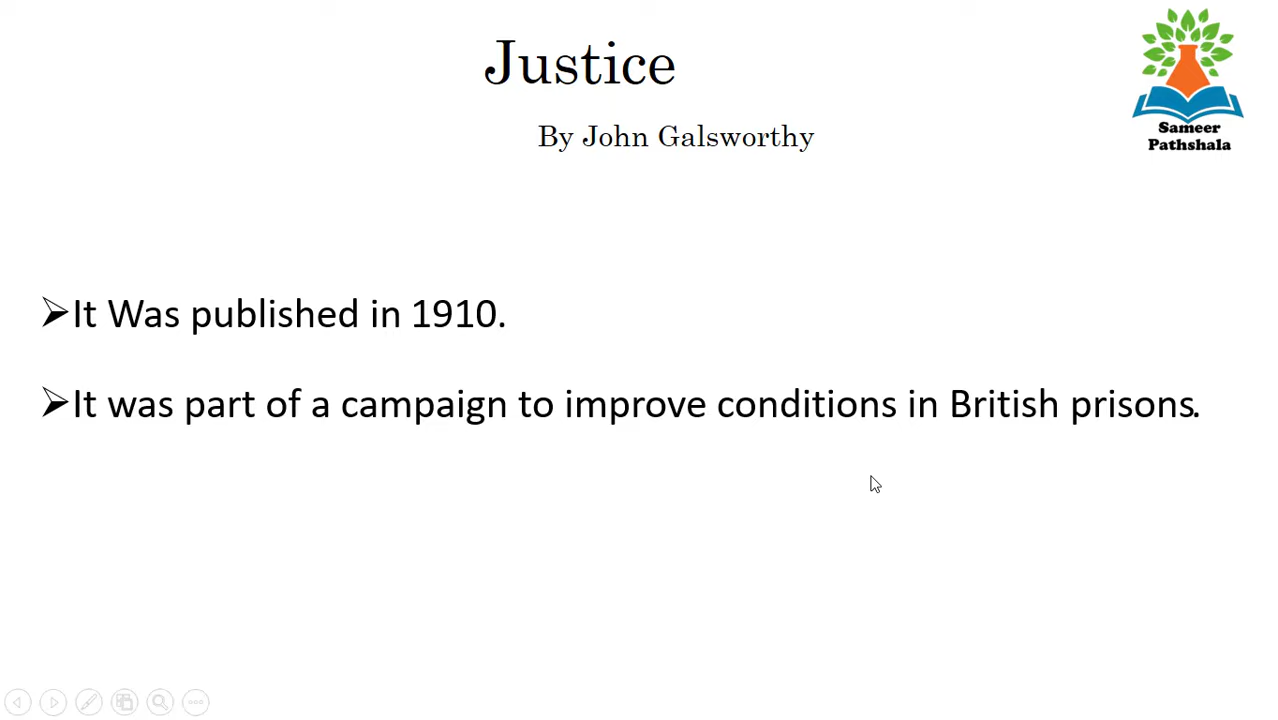 Justice
By John Galsworthy
Sameer
Pathshala
➢It Was published in 1910.
➢It was part of a campaign to improve conditions in British prisons.